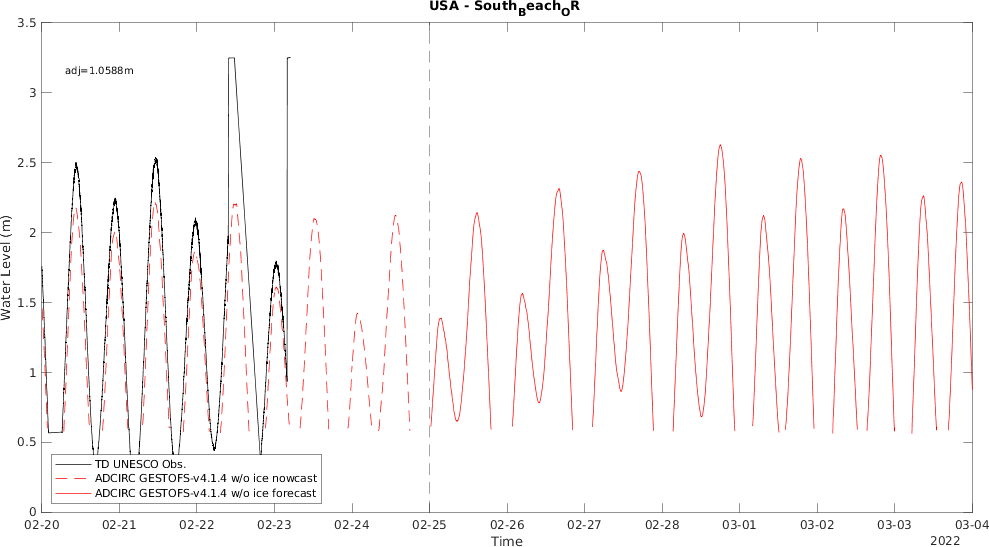 USA - SouthBeachOR
3.5
3
2.5
2
1.5
1
0.5
0
Water Level (m)
adj=1.0588m
TD UNESCO Obs.
ADCIRC GESTOFS-v4.1.4 w/o ice nowcast
ADCIRC GESTOFS-v4.1.4 w/o ice forecast
02-20 02-21 02-22 02-23 02-24 02-25 02-26 02-27 02-28 03-01 03-02 03-03 03-04
Time
2022